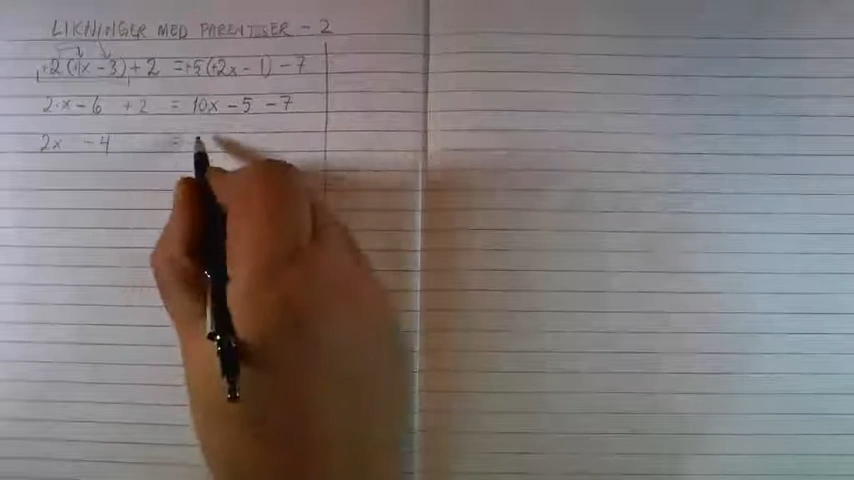 LIKNINGER MED PARENTESER - 2
+2(+1x - 3) + 2 = +5(+2x - 1) - 7
2·x - 6 + 2 = 10x - 5 - 7
2x - 4 =